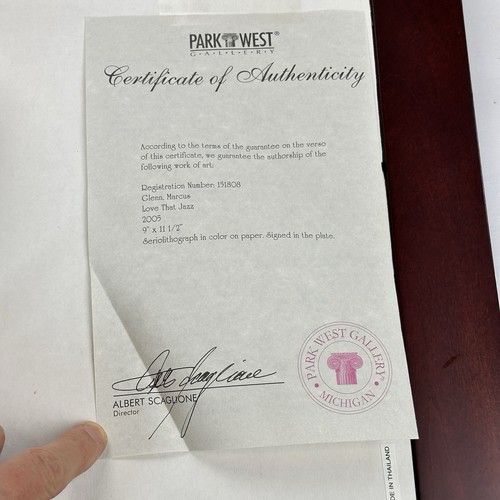 PARK WEST®
G·A·L·L·E·R·Y
Certificate of Authenticity
According to the terms of the guarantee on the verso
of this certificate, we guarantee the authorship of the
following work of art:
Registration Number: 151808
Glenn, Marcus
Love That Jazz
2005
9" x 11 1/2"
Seriolithograph in color on paper. Signed in the plate.
ALBERT SCAGLIONE
Director
PARK WEST GALLERY™
• MICHIGAN •
DE IN THAILAND